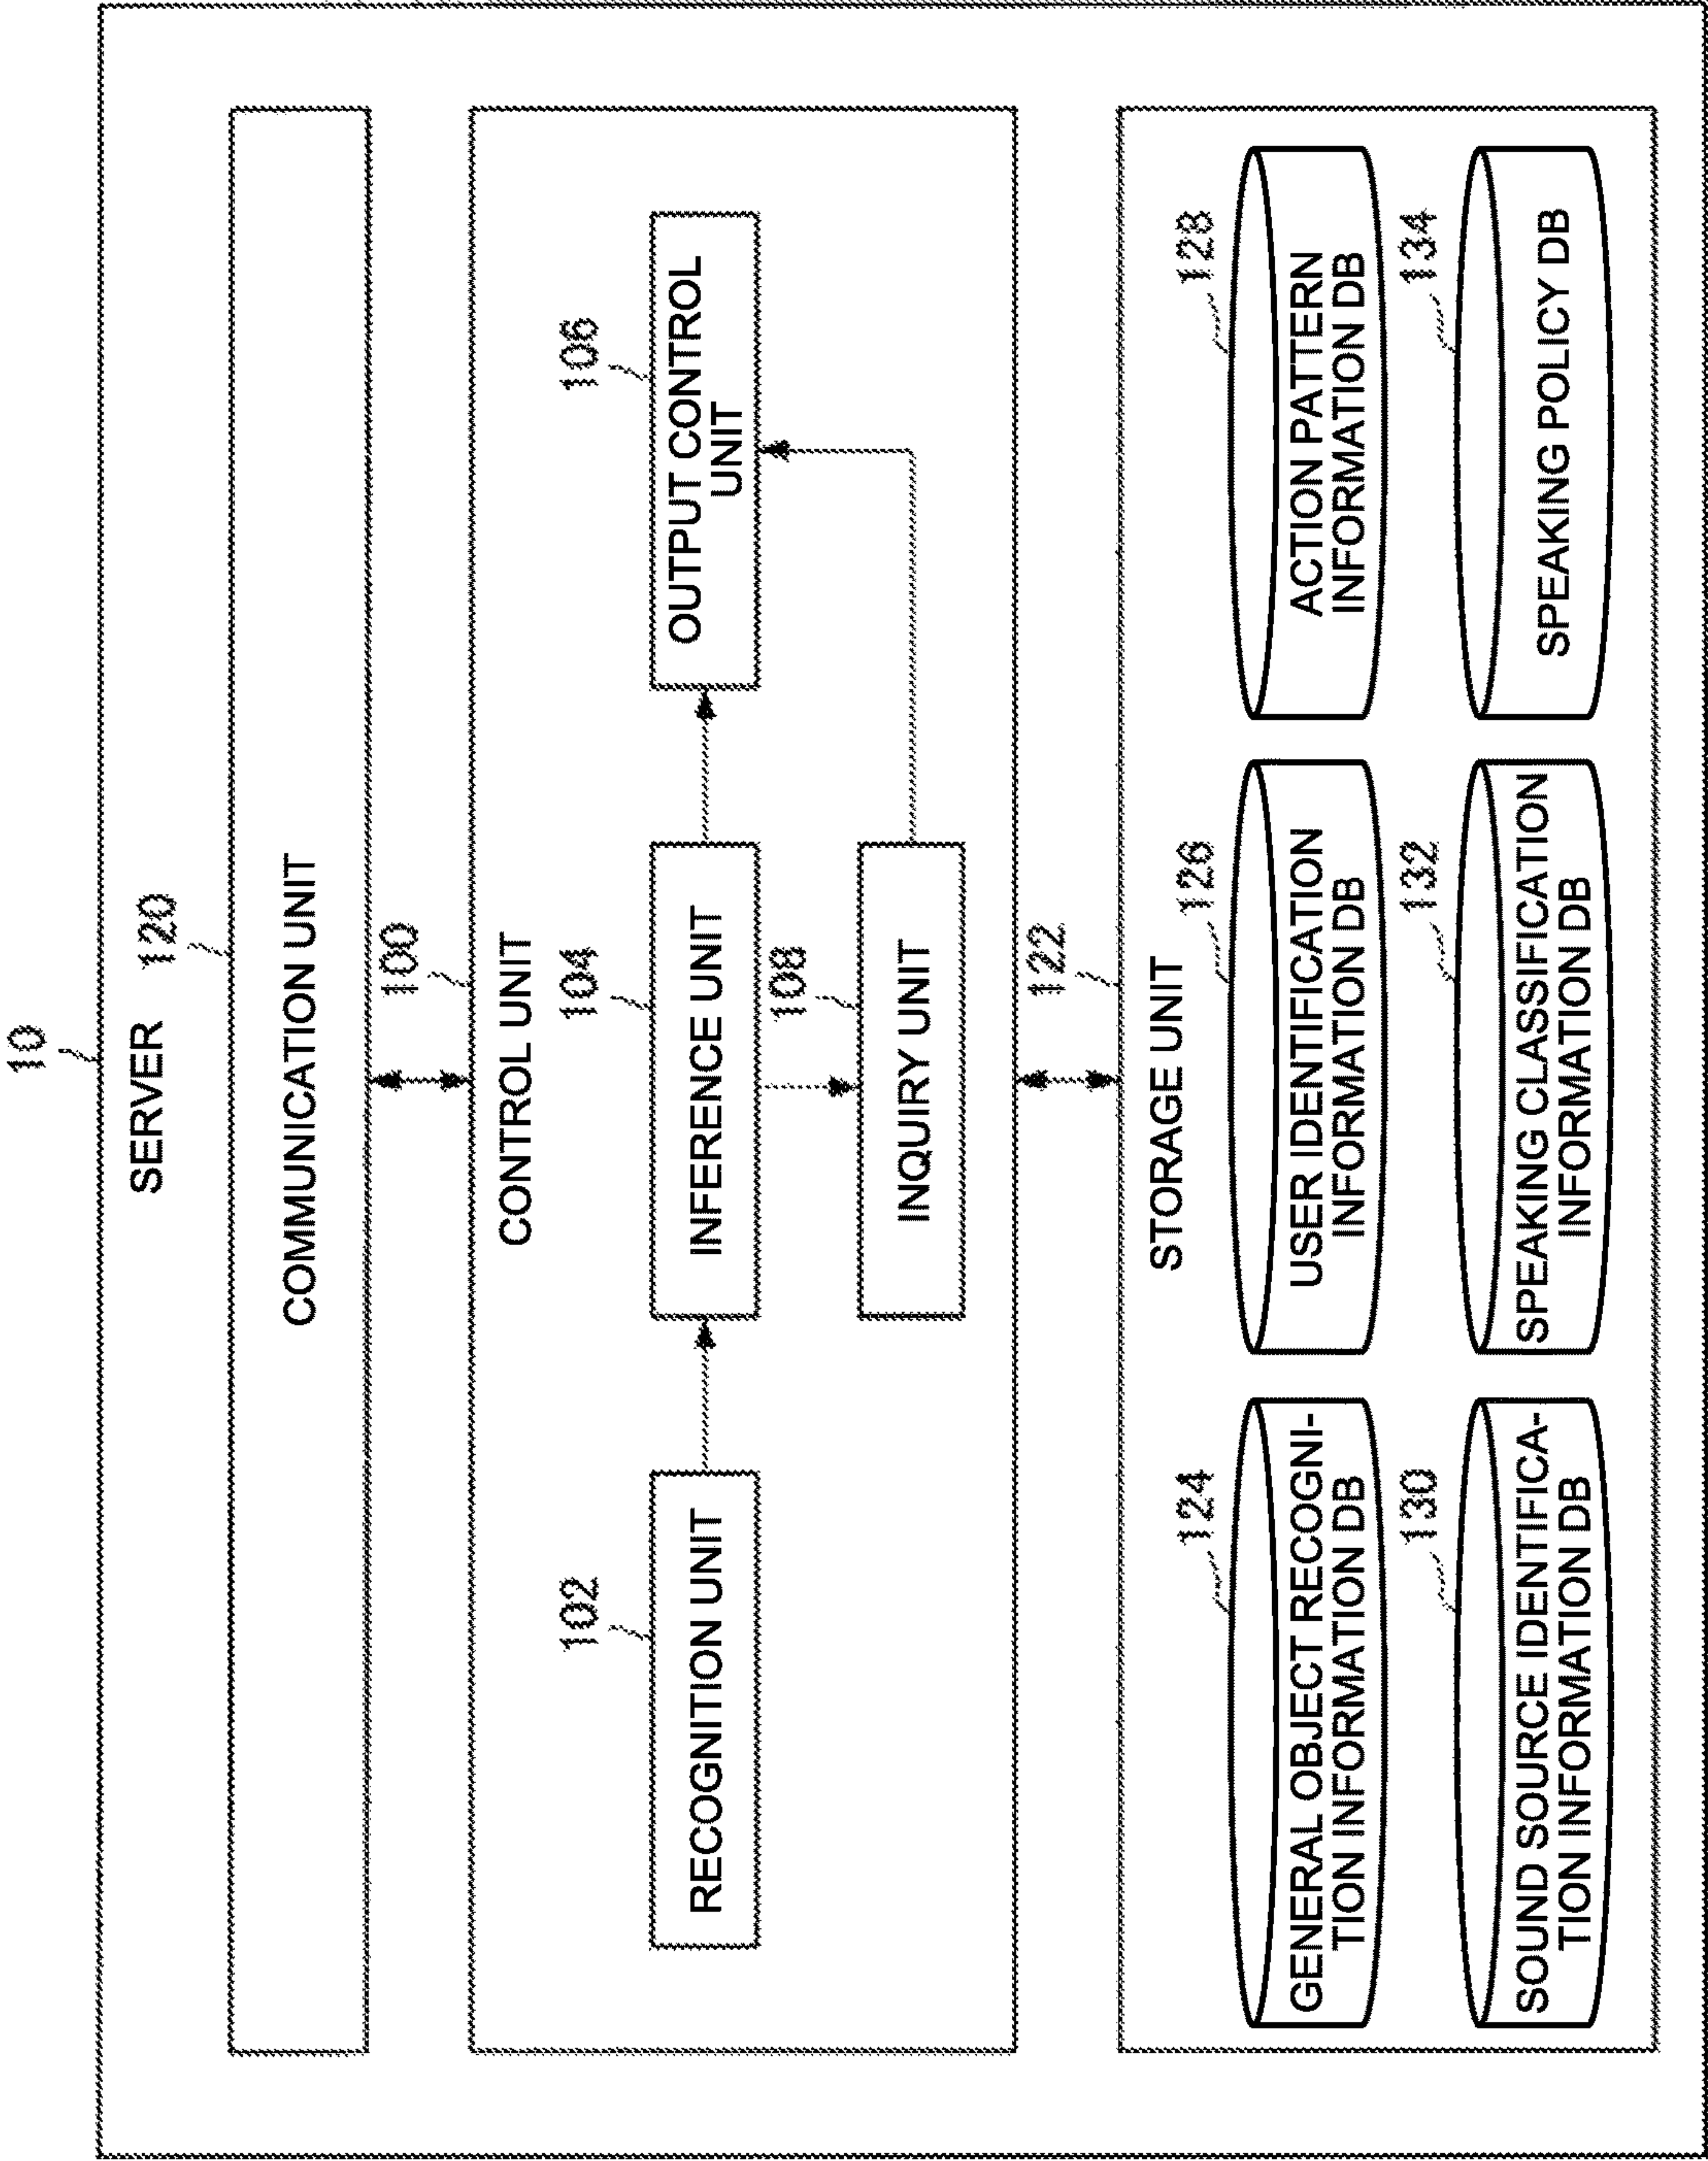 10
SERVER
120
COMMUNICATION UNIT
100
CONTROL UNIT
102
RECOGNITION UNIT
104
INFERENCE UNIT
106
OUTPUT CONTROL
UNIT
108
INQUIRY UNIT
122
STORAGE UNIT
124
GENERAL OBJECT RECOGNI-
TION INFORMATION DB
126
USER IDENTIFICATION
INFORMATION DB
128
ACTION PATTERN
INFORMATION DB
130
SOUND SOURCE IDENTIFICA-
TION INFORMATION DB
132
SPEAKING CLASSIFICATION
INFORMATION DB
134
SPEAKING POLICY DB